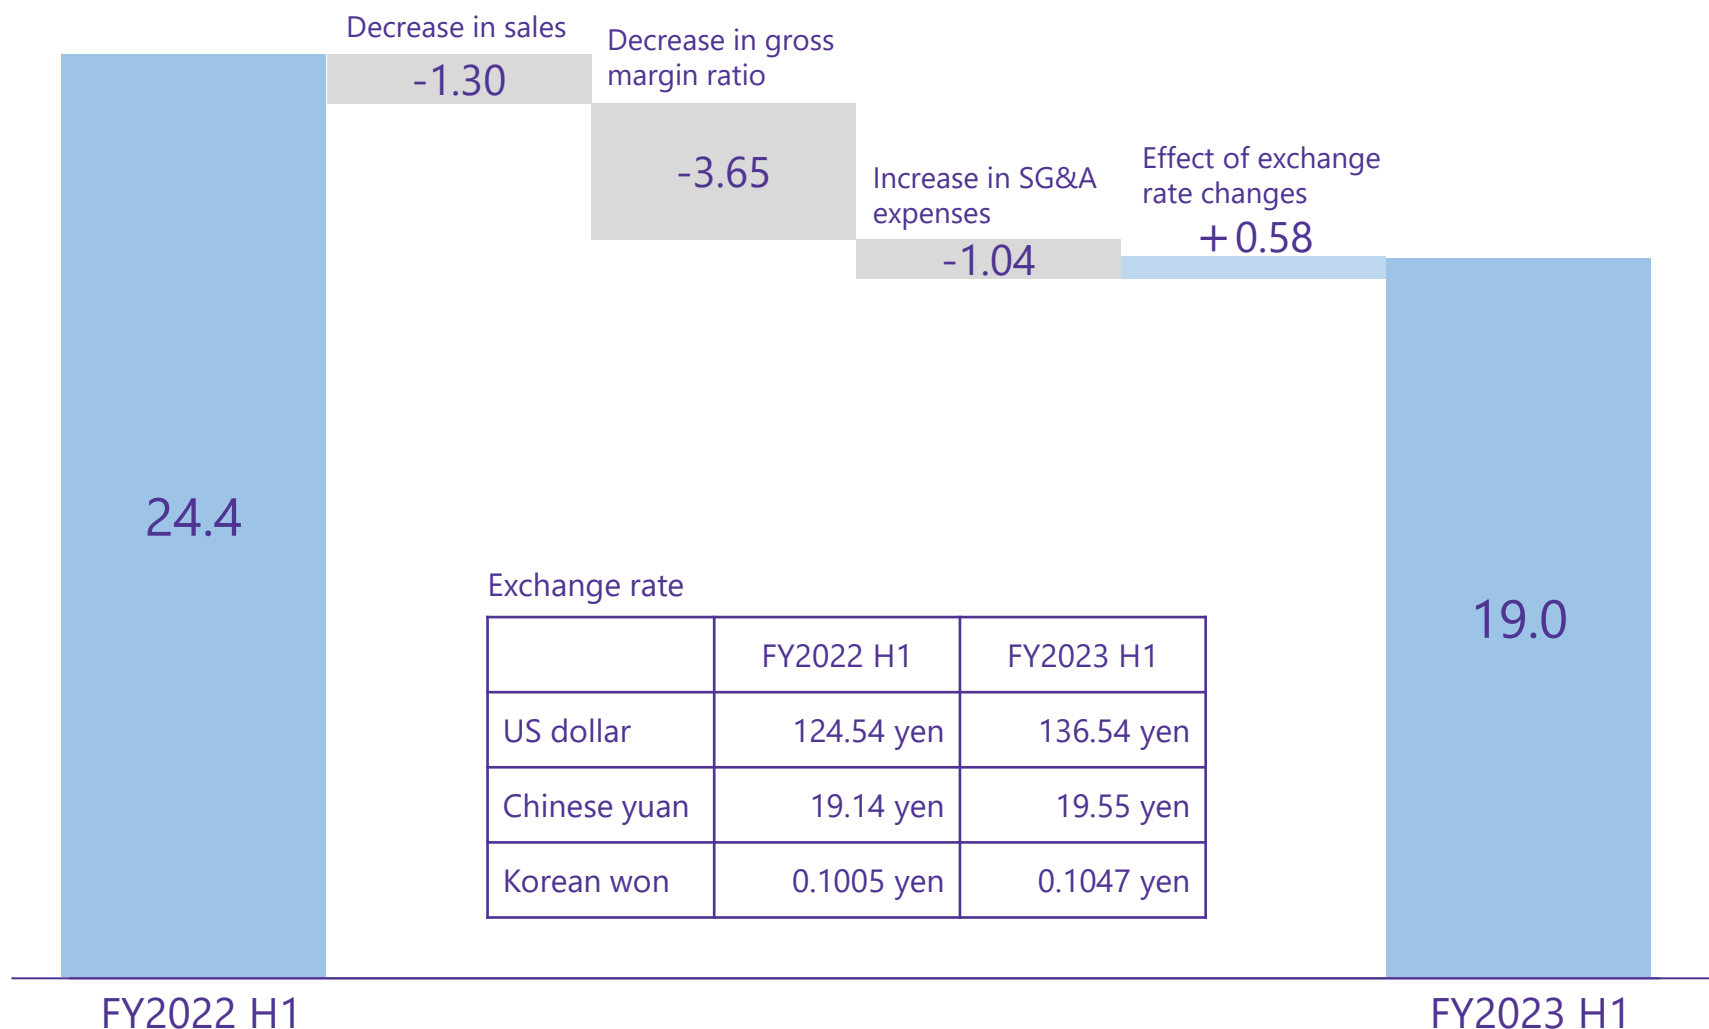 Decrease in sales
-1.30
Decrease in gross
margin ratio
-3.65
Increase in SG&A
expenses
-1.04
Effect of exchange
rate changes
＋0.58
24.4
19.0
Exchange rate
FY2022 H1 FY2023 H1
US dollar 124.54 yen 136.54 yen
Chinese yuan 19.14 yen 19.55 yen
Korean won 0.1005 yen 0.1047 yen
FY2022 H1 FY2023 H1